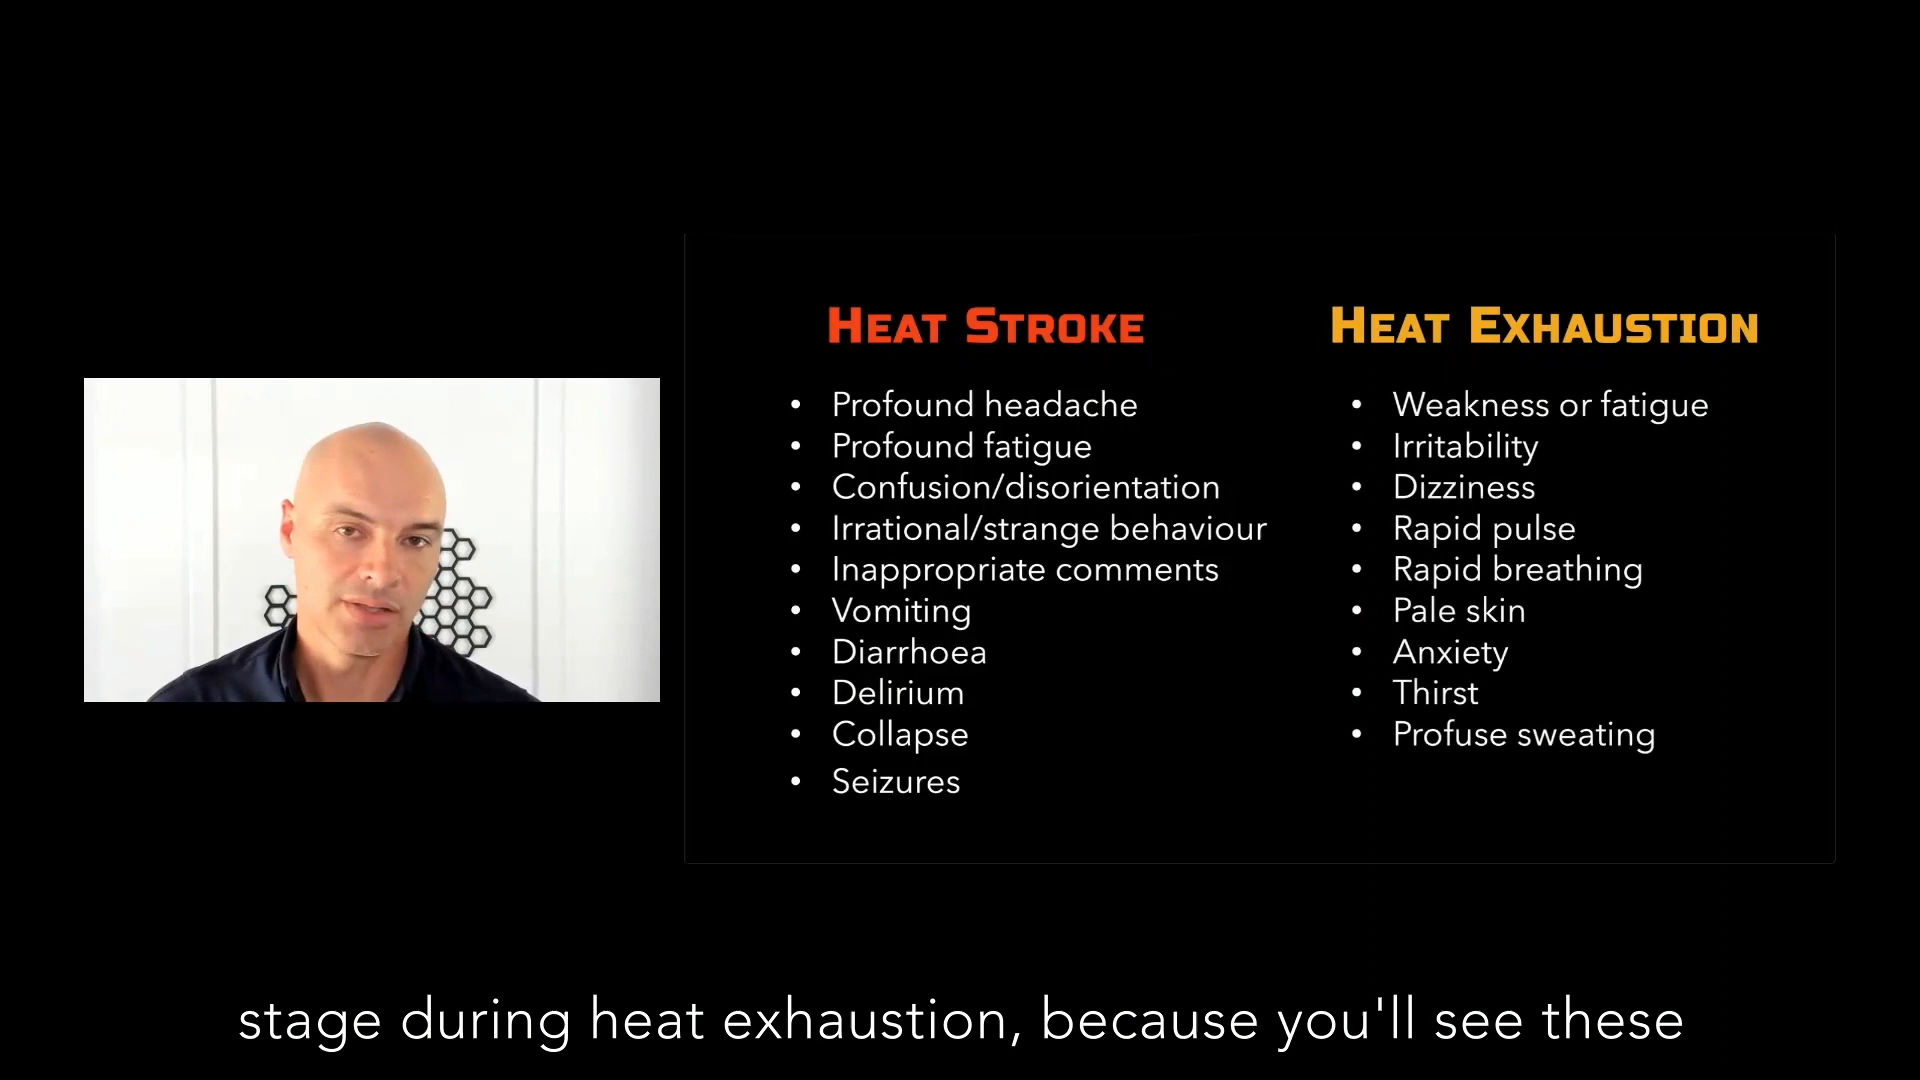 Heat Stroke
• Profound headache
• Profound fatigue
• Confusion/disorientation
• Irrational/strange behaviour
• Inappropriate comments
• Vomiting
• Diarrhoea
• Delirium
• Collapse
• Seizures
Heat Exhaustion
• Weakness or fatigue
• Irritability
• Dizziness
• Rapid pulse
• Rapid breathing
• Pale skin
• Anxiety
• Thirst
• Profuse sweating
stage during heat exhaustion, because you'll see these